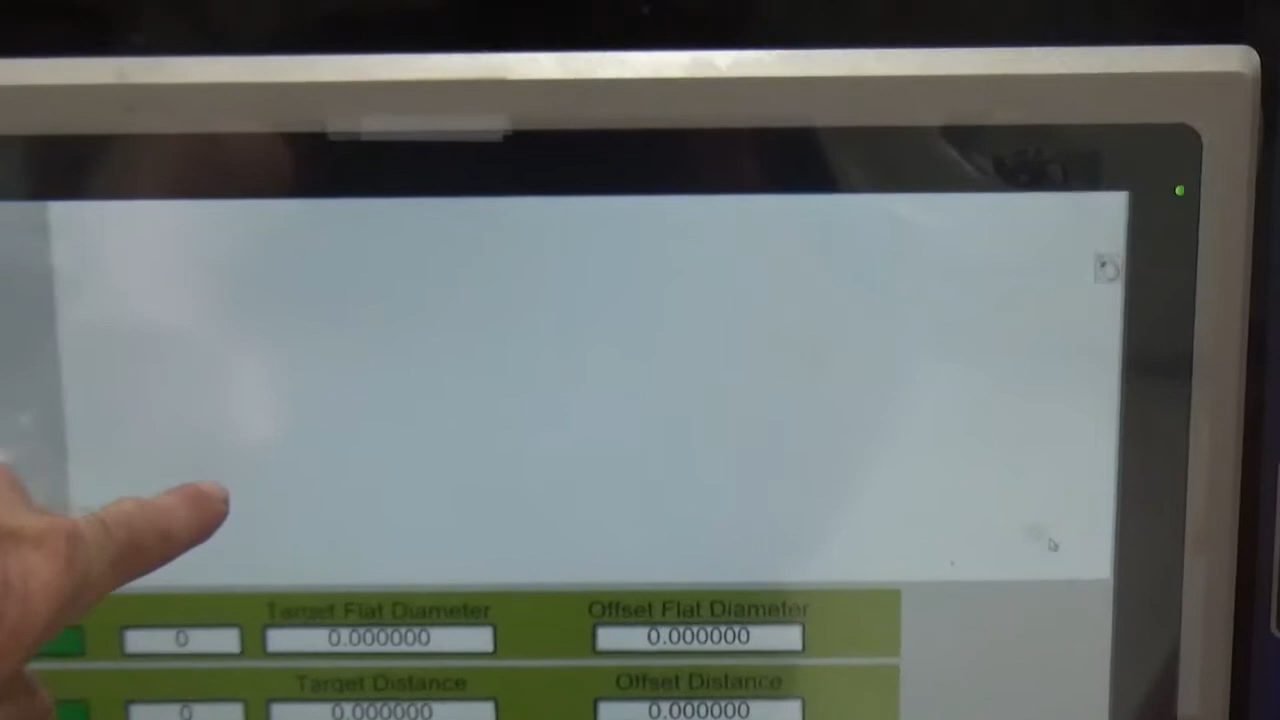 Target Flat Diameter Offset Flat Diameter
0 0.000000 0.000000
Target Distance Offset Distance
0 0.000000 0.000000